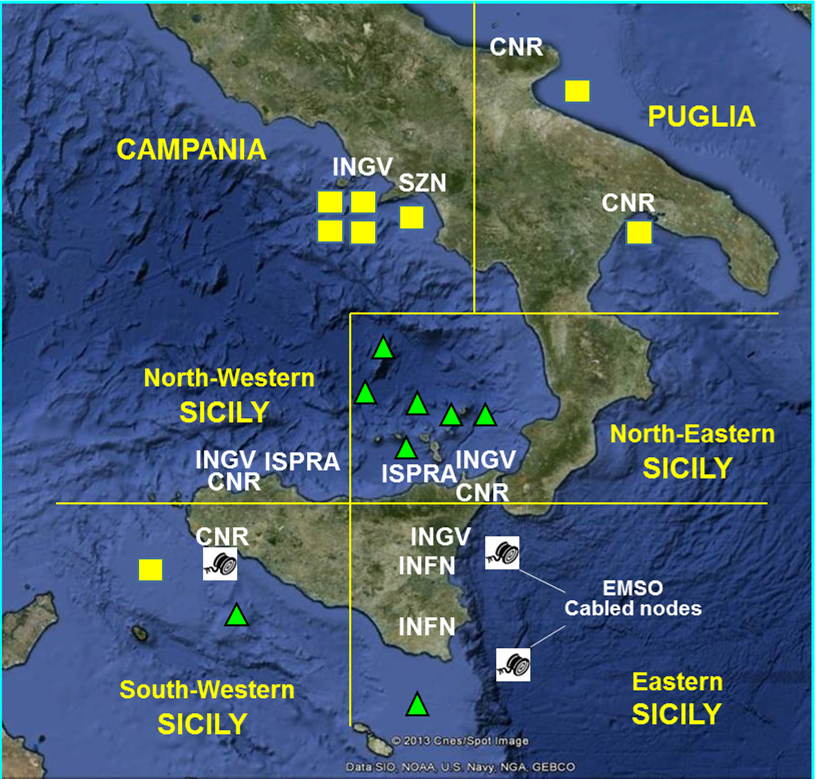 CNR
PUGLIA
CAMPANIA
INGV
SZN
CNR
North-Western
SICILY
INGV ISPRA
CNR
ISPRA
INGV
CNR
North-Eastern
SICILY
CNR
INGV
INFN
EMSO
Cabled nodes
INFN
South-Western
SICILY
Eastern
SICILY
© 2013 Cnes/Spot Image
Data SIO, NOAA, U.S. Navy, NGA, GEBCO